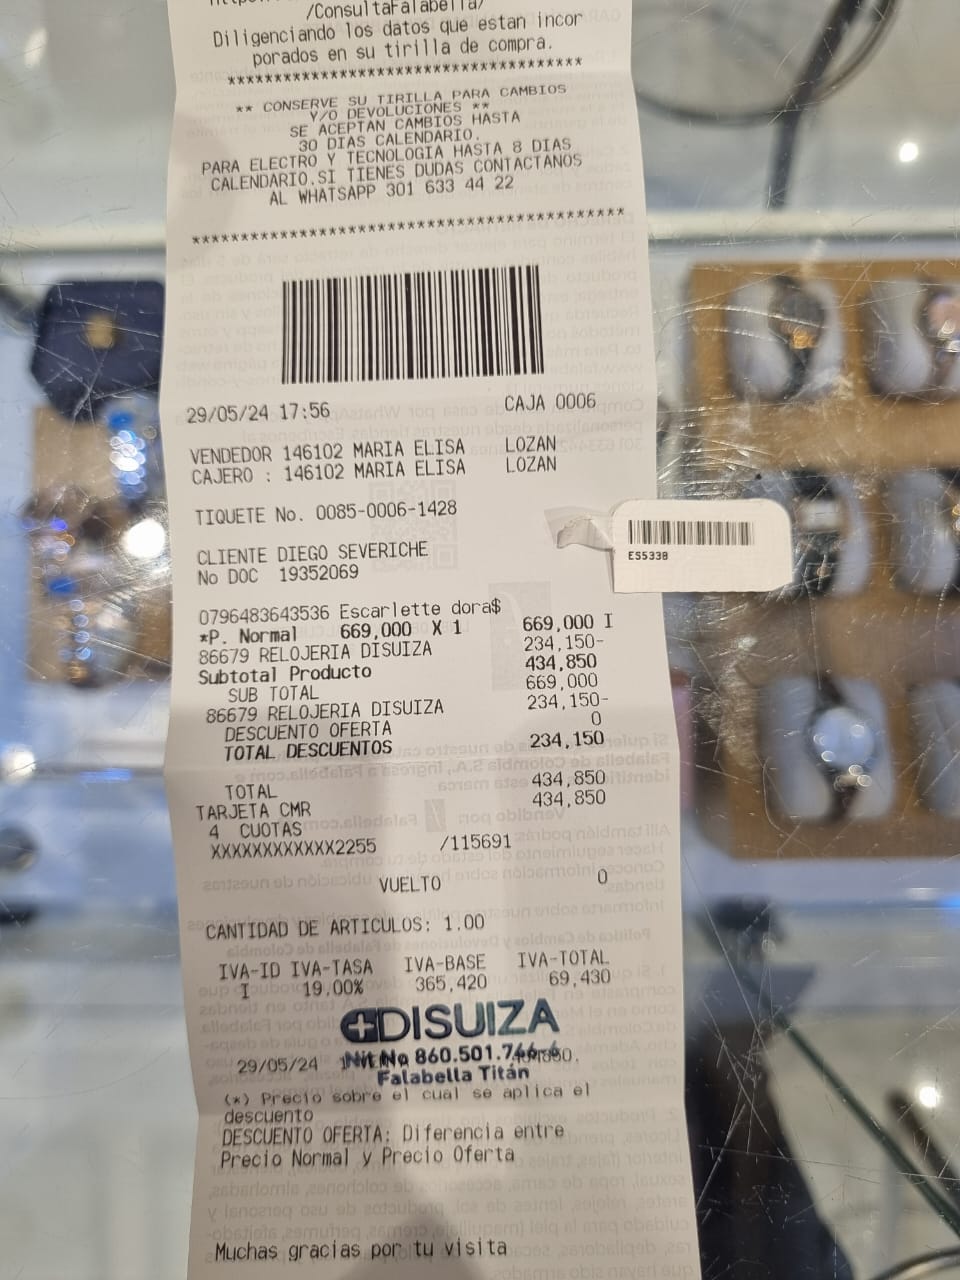 /ConsultaFalabella/
Diligenciando los datos que estan incor
porados en su tirilla de compra.
** CONSERVE SU TIRILLA PARA CAMBIOS
Y/O DEVOLUCIONES **
SE ACEPTAN CAMBIOS HASTA
30 DIAS CALENDARIO.
PARA ELECTRO Y TECNOLOGIA HASTA 8 DIAS
CALENDARIO.SI TIENES DUDAS CONTACTANOS
AL WHATSAPP 301 633 44 22
29/05/24 17:56 CAJA 0006
VENDEDOR 146102 MARIA ELISA LOZAN
CAJERO : 146102 MARIA ELISA LOZAN
TIQUETE No. 0085-0006-1428
ES5338
CLIENTE DIEGO SEVERICHE
No DOC 19352069
0796483643536 Escarlette dora$
*P. Normal 669,000 X 1 669,000 I
86679 RELOJERIA DISUIZA 234,150-
Subtotal Producto 434,850
SUB TOTAL 669,000
86679 RELOJERIA DISUIZA 234,150-
DESCUENTO OFERTA 0
TOTAL DESCUENTOS 234,150
TOTAL 434,850
TARJETA CMR 434,850
4 CUOTAS
XXXXXXXXXXXX2255 /115691
VUELTO 0
CANTIDAD DE ARTICULOS: 1.00
IVA-ID IVA-TASA IVA-BASE IVA-TOTAL
I 19,00% 365,420 69,430
DISUIZA
29/05/24
Nit No 860.501.
Falabella Titán
(*) Precio sobre el cual se aplica el
descuento
DESCUENTO OFERTA: Diferencia entre
Precio Normal y Precio Oferta
Muchas gracias por tu visita